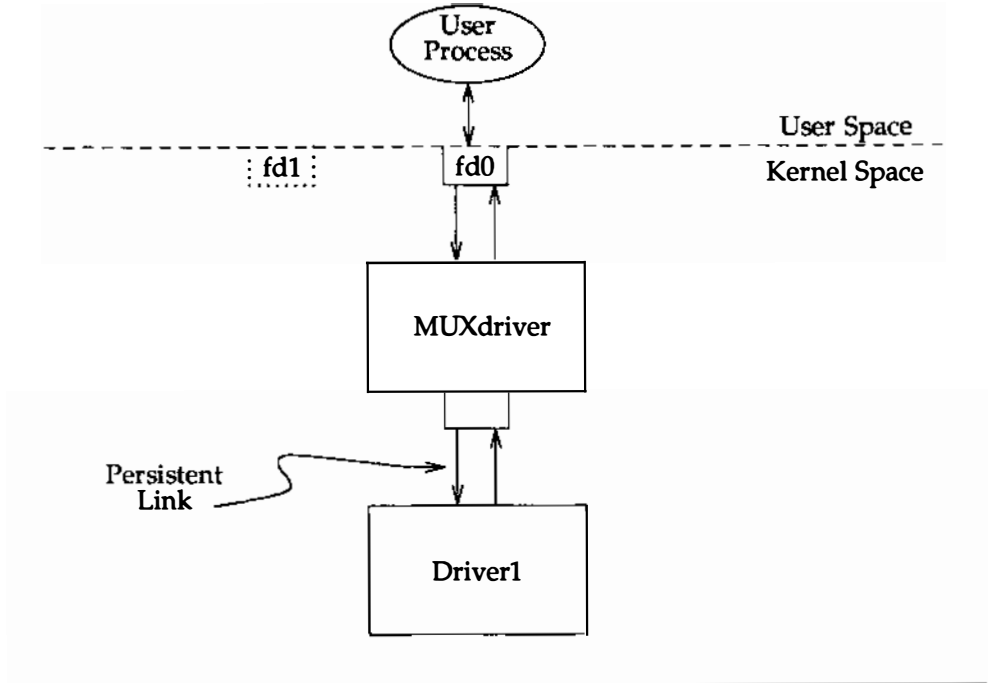 User
Process
User Space
fd1
fd0
Kernel Space
MUXdriver
Persistent
Link
Driver1